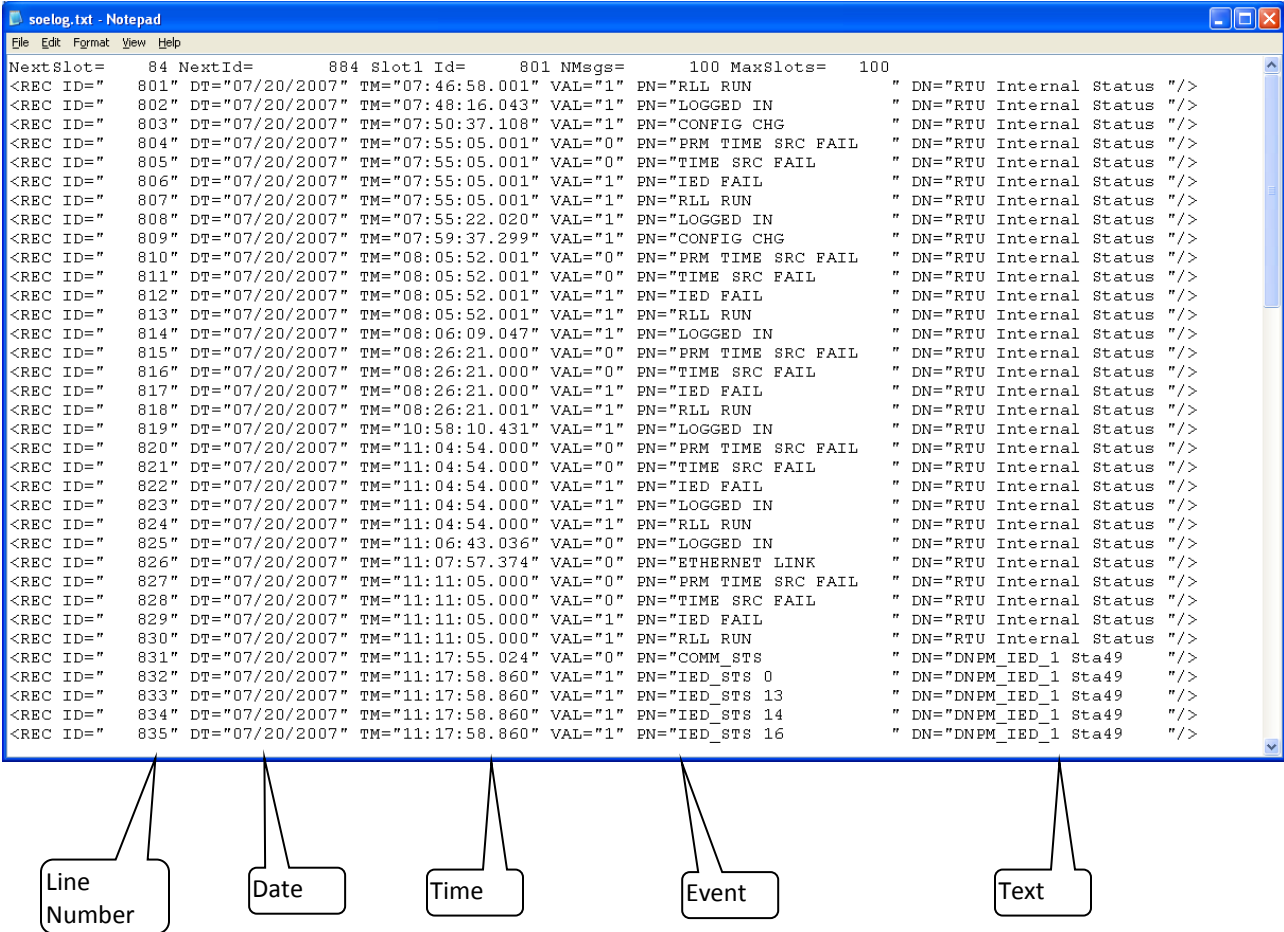 soelog.txt - Notepad
File Edit Format View Help
NextSlot=    84 NextId=       884 Slot1 Id=     801 NMsgs=      100 MaxSlots=   100
<REC ID="   801" DT="07/20/2007" TM="07:46:58.001" VAL="1" PN="RLL RUN             " DN="RTU Internal Status "/>
<REC ID="   802" DT="07/20/2007" TM="07:48:16.043" VAL="1" PN="LOGGED IN           " DN="RTU Internal Status "/>
<REC ID="   803" DT="07/20/2007" TM="07:50:37.108" VAL="1" PN="CONFIG CHG          " DN="RTU Internal Status "/>
<REC ID="   804" DT="07/20/2007" TM="07:55:05.001" VAL="0" PN="PRM TIME SRC FAIL   " DN="RTU Internal Status "/>
<REC ID="   805" DT="07/20/2007" TM="07:55:05.001" VAL="0" PN="TIME SRC FAIL       " DN="RTU Internal Status "/>
<REC ID="   806" DT="07/20/2007" TM="07:55:05.001" VAL="1" PN="IED FAIL            " DN="RTU Internal Status "/>
<REC ID="   807" DT="07/20/2007" TM="07:55:05.001" VAL="1" PN="RLL RUN             " DN="RTU Internal Status "/>
<REC ID="   808" DT="07/20/2007" TM="07:55:22.020" VAL="1" PN="LOGGED IN           " DN="RTU Internal Status "/>
<REC ID="   809" DT="07/20/2007" TM="07:59:37.299" VAL="1" PN="CONFIG CHG          " DN="RTU Internal Status "/>
<REC ID="   810" DT="07/20/2007" TM="08:05:52.001" VAL="0" PN="PRM TIME SRC FAIL   " DN="RTU Internal Status "/>
<REC ID="   811" DT="07/20/2007" TM="08:05:52.001" VAL="0" PN="TIME SRC FAIL       " DN="RTU Internal Status "/>
<REC ID="   812" DT="07/20/2007" TM="08:05:52.001" VAL="1" PN="IED FAIL            " DN="RTU Internal Status "/>
<REC ID="   813" DT="07/20/2007" TM="08:05:52.001" VAL="1" PN="RLL RUN             " DN="RTU Internal Status "/>
<REC ID="   814" DT="07/20/2007" TM="08:06:09.047" VAL="1" PN="LOGGED IN           " DN="RTU Internal Status "/>
<REC ID="   815" DT="07/20/2007" TM="08:26:21.000" VAL="0" PN="PRM TIME SRC FAIL   " DN="RTU Internal Status "/>
<REC ID="   816" DT="07/20/2007" TM="08:26:21.000" VAL="0" PN="TIME SRC FAIL       " DN="RTU Internal Status "/>
<REC ID="   817" DT="07/20/2007" TM="08:26:21.000" VAL="1" PN="IED FAIL            " DN="RTU Internal Status "/>
<REC ID="   818" DT="07/20/2007" TM="08:26:21.001" VAL="1" PN="RLL RUN             " DN="RTU Internal Status "/>
<REC ID="   819" DT="07/20/2007" TM="10:58:10.431" VAL="1" PN="LOGGED IN           " DN="RTU Internal Status "/>
<REC ID="   820" DT="07/20/2007" TM="11:04:54.000" VAL="0" PN="PRM TIME SRC FAIL   " DN="RTU Internal Status "/>
<REC ID="   821" DT="07/20/2007" TM="11:04:54.000" VAL="0" PN="TIME SRC FAIL       " DN="RTU Internal Status "/>
<REC ID="   822" DT="07/20/2007" TM="11:04:54.000" VAL="1" PN="IED FAIL            " DN="RTU Internal Status "/>
<REC ID="   823" DT="07/20/2007" TM="11:04:54.000" VAL="1" PN="LOGGED IN           " DN="RTU Internal Status "/>
<REC ID="   824" DT="07/20/2007" TM="11:04:54.000" VAL="1" PN="RLL RUN             " DN="RTU Internal Status "/>
<REC ID="   825" DT="07/20/2007" TM="11:06:43.036" VAL="0" PN="LOGGED IN           " DN="RTU Internal Status "/>
<REC ID="   826" DT="07/20/2007" TM="11:07:57.374" VAL="0" PN="ETHERNET LINK       " DN="RTU Internal Status "/>
<REC ID="   827" DT="07/20/2007" TM="11:11:05.000" VAL="0" PN="PRM TIME SRC FAIL   " DN="RTU Internal Status "/>
<REC ID="   828" DT="07/20/2007" TM="11:11:05.000" VAL="0" PN="TIME SRC FAIL       " DN="RTU Internal Status "/>
<REC ID="   829" DT="07/20/2007" TM="11:11:05.000" VAL="1" PN="IED FAIL            " DN="RTU Internal Status "/>
<REC ID="   830" DT="07/20/2007" TM="11:11:05.000" VAL="1" PN="RLL RUN             " DN="RTU Internal Status "/>
<REC ID="   831" DT="07/20/2007" TM="11:17:55.024" VAL="0" PN="COMM_STS            " DN="DNPM_IED_1 Sta49    "/>
<REC ID="   832" DT="07/20/2007" TM="11:17:58.860" VAL="1" PN="IED_STS 0           " DN="DNPM_IED_1 Sta49    "/>
<REC ID="   833" DT="07/20/2007" TM="11:17:58.860" VAL="1" PN="IED_STS 13          " DN="DNPM_IED_1 Sta49    "/>
<REC ID="   834" DT="07/20/2007" TM="11:17:58.860" VAL="1" PN="IED_STS 14          " DN="DNPM_IED_1 Sta49    "/>
<REC ID="   835" DT="07/20/2007" TM="11:17:58.860" VAL="1" PN="IED_STS 16          " DN="DNPM_IED_1 Sta49    "/>
Line
Number
Date
Time
Event
Text